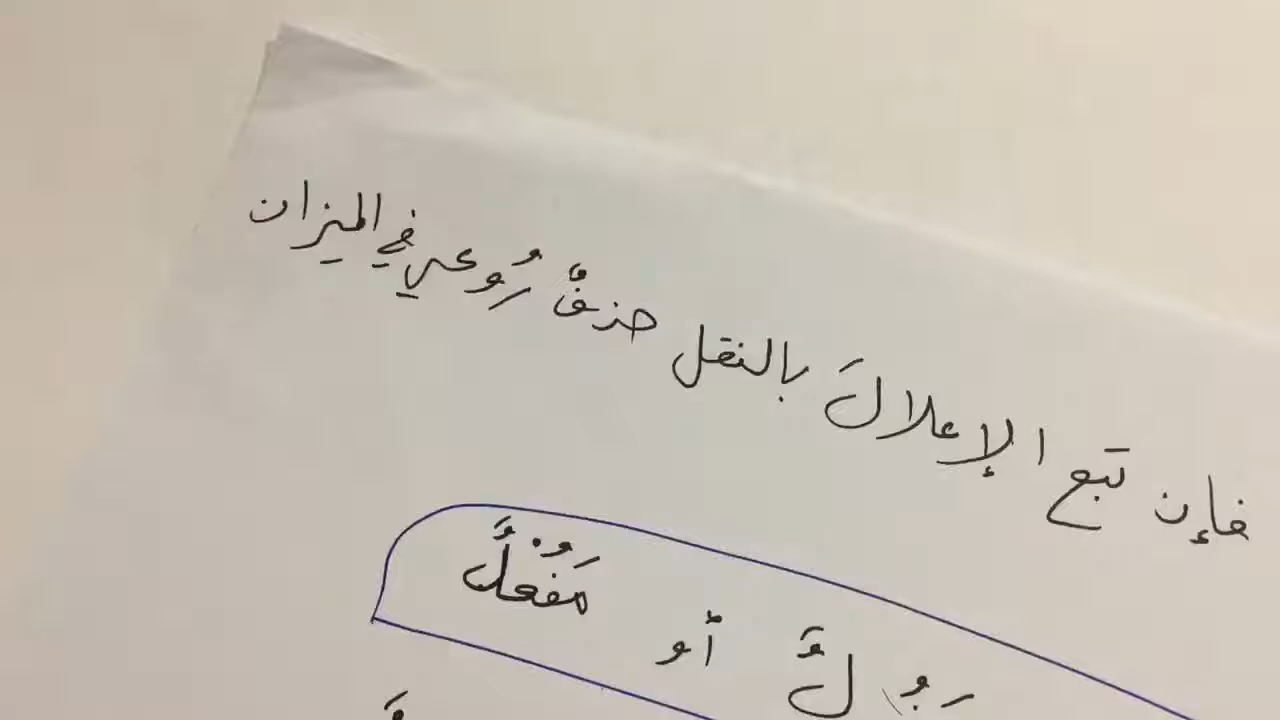 فإن تبع الإعلالَ بالنقل حذفٌ رُوعي في الميزان
أو مَفُعْلٌ